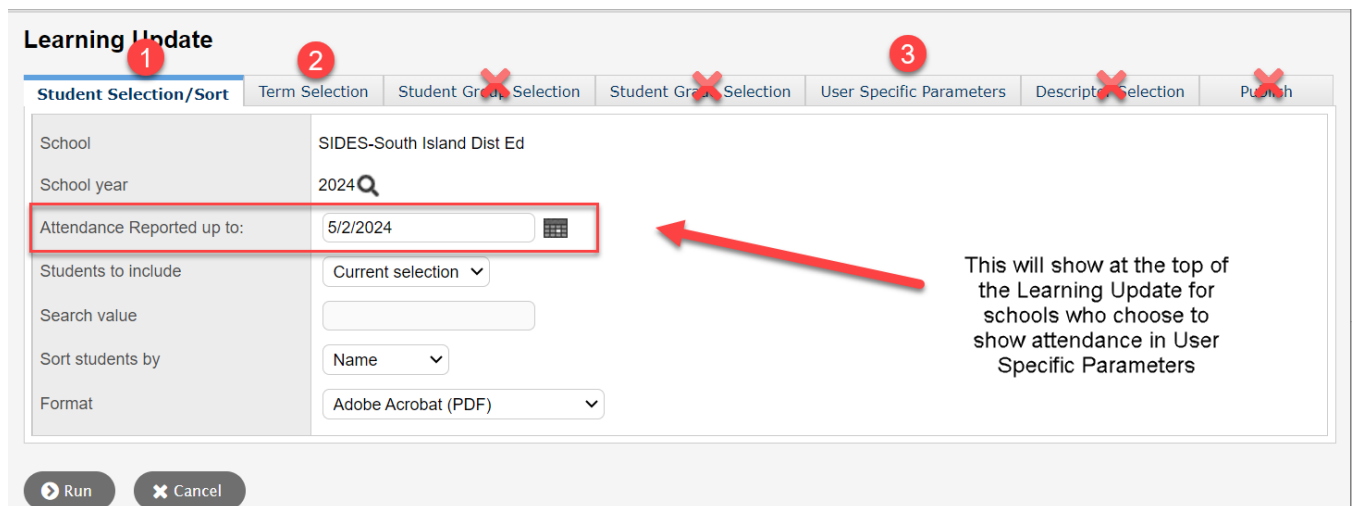 Learning Update
1
2
3
Student Selection/Sort Term Selection Student Group Selection Student Grade Selection User Specific Parameters Descriptor Selection Publish
School SIDES-South Island Dist Ed
School year 2024
Attendance Reported up to: 5/2/2024
Students to include Current selection
Search value
Sort students by Name
Format Adobe Acrobat (PDF)
This will show at the top of
the Learning Update for
schools who choose to
show attendance in User
Specific Parameters
Run Cancel